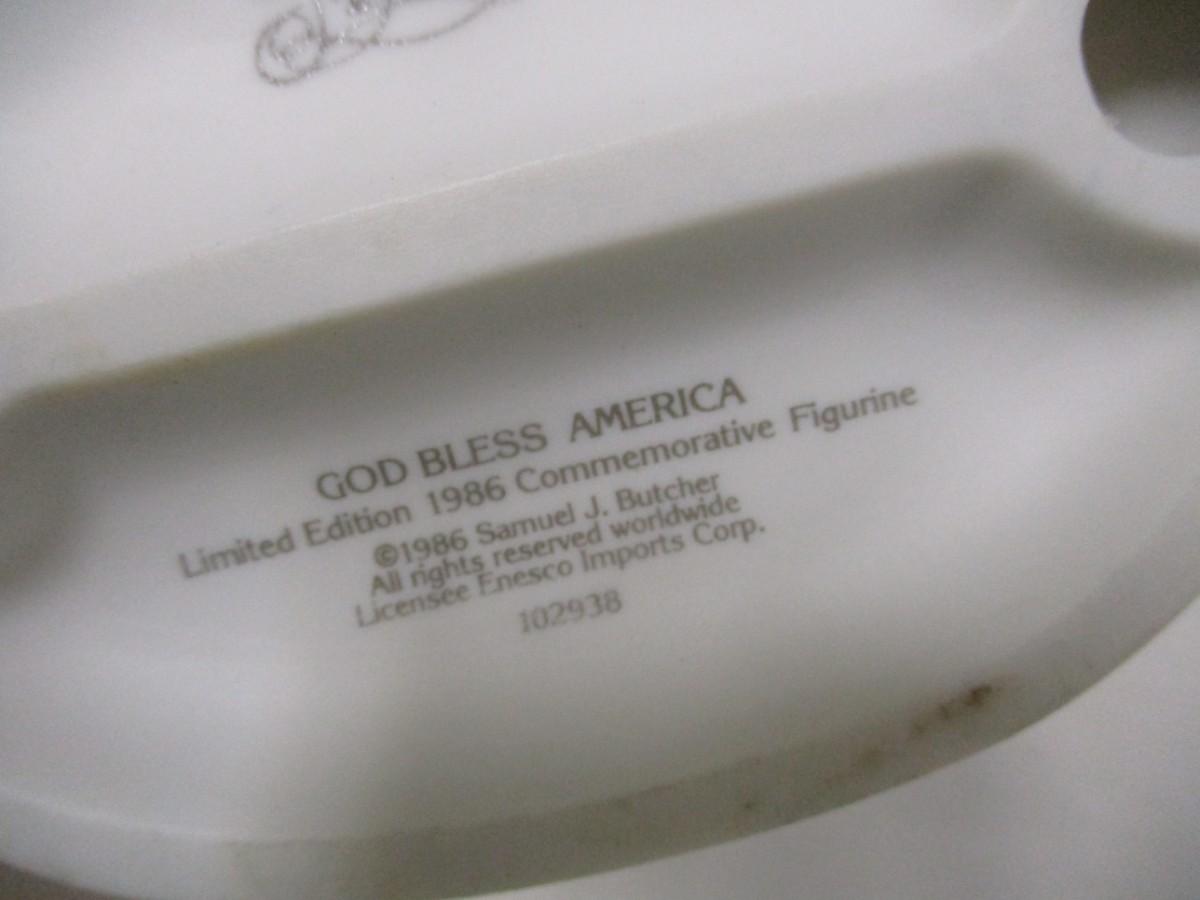 GOD BLESS AMERICA
Limited Edition 1986 Commemorative Figurine
©1986 Samuel J. Butcher
All rights reserved worldwide
Licensee Enesco Imports Corp.
102938